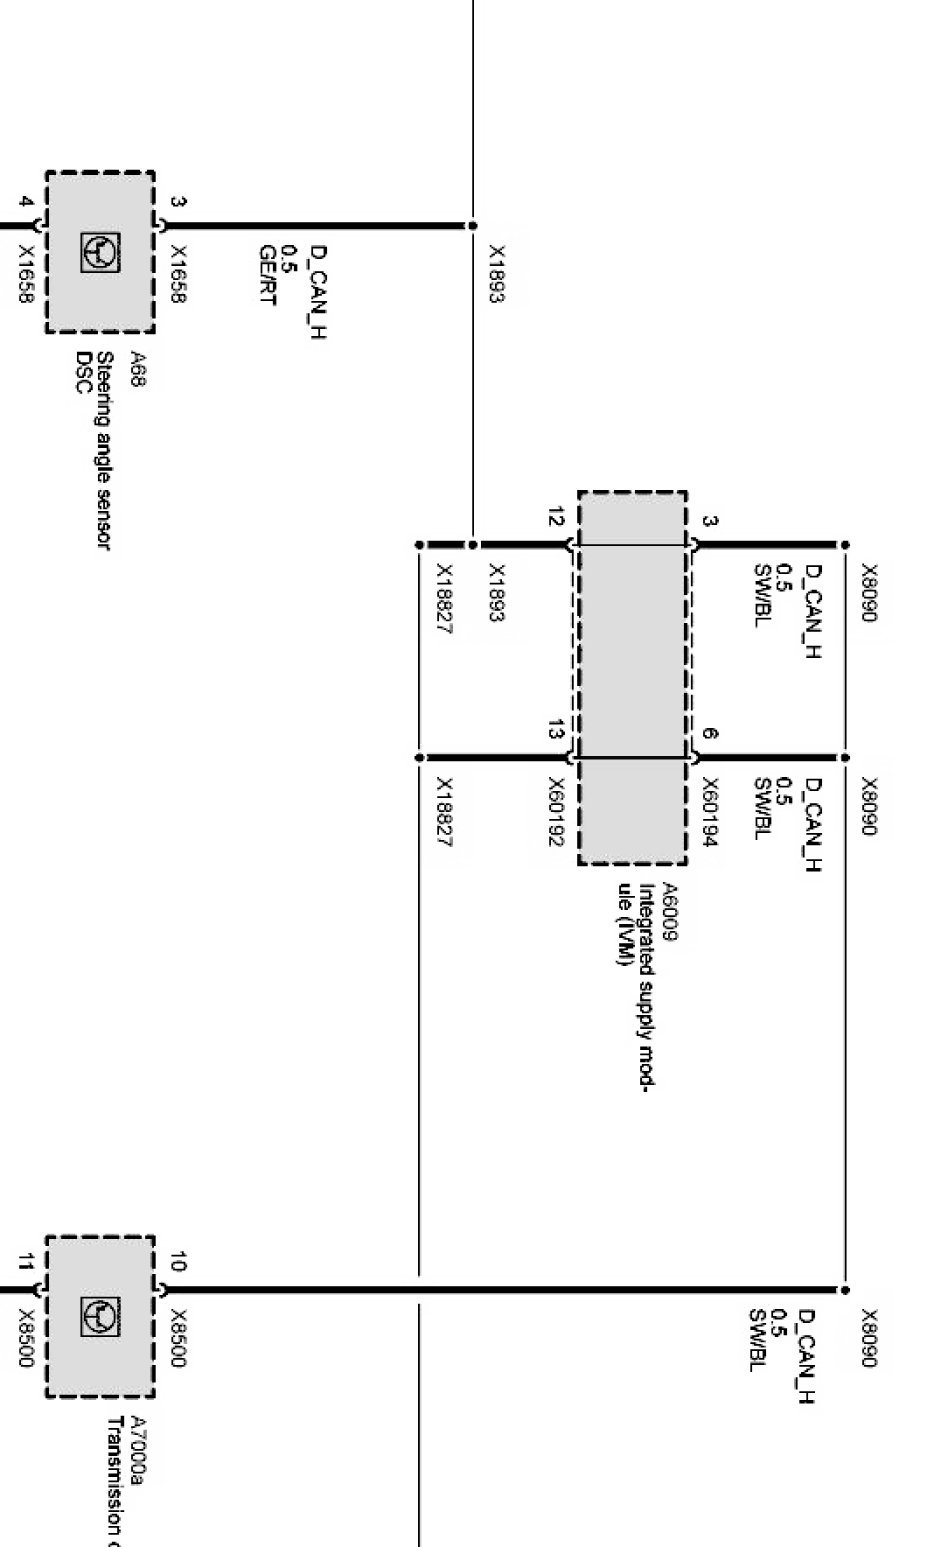 X8090
X8090
X8090
D_CAN_H
0.5
SW/BL
D_CAN_H
0.5
SW/BL
D_CAN_H
0.5
SW/BL
3
6
X60194
A6009
Integrated supply mod-
ule (IVM)
12
13
X60192
X1893
X1893
X18827
X18827
D_CAN_H
0.5
GE/RT
3
X1658
10
X8500
A68
Steering angle sensor
DSC
A7000a
Transmission
4
X1658
11
X8500